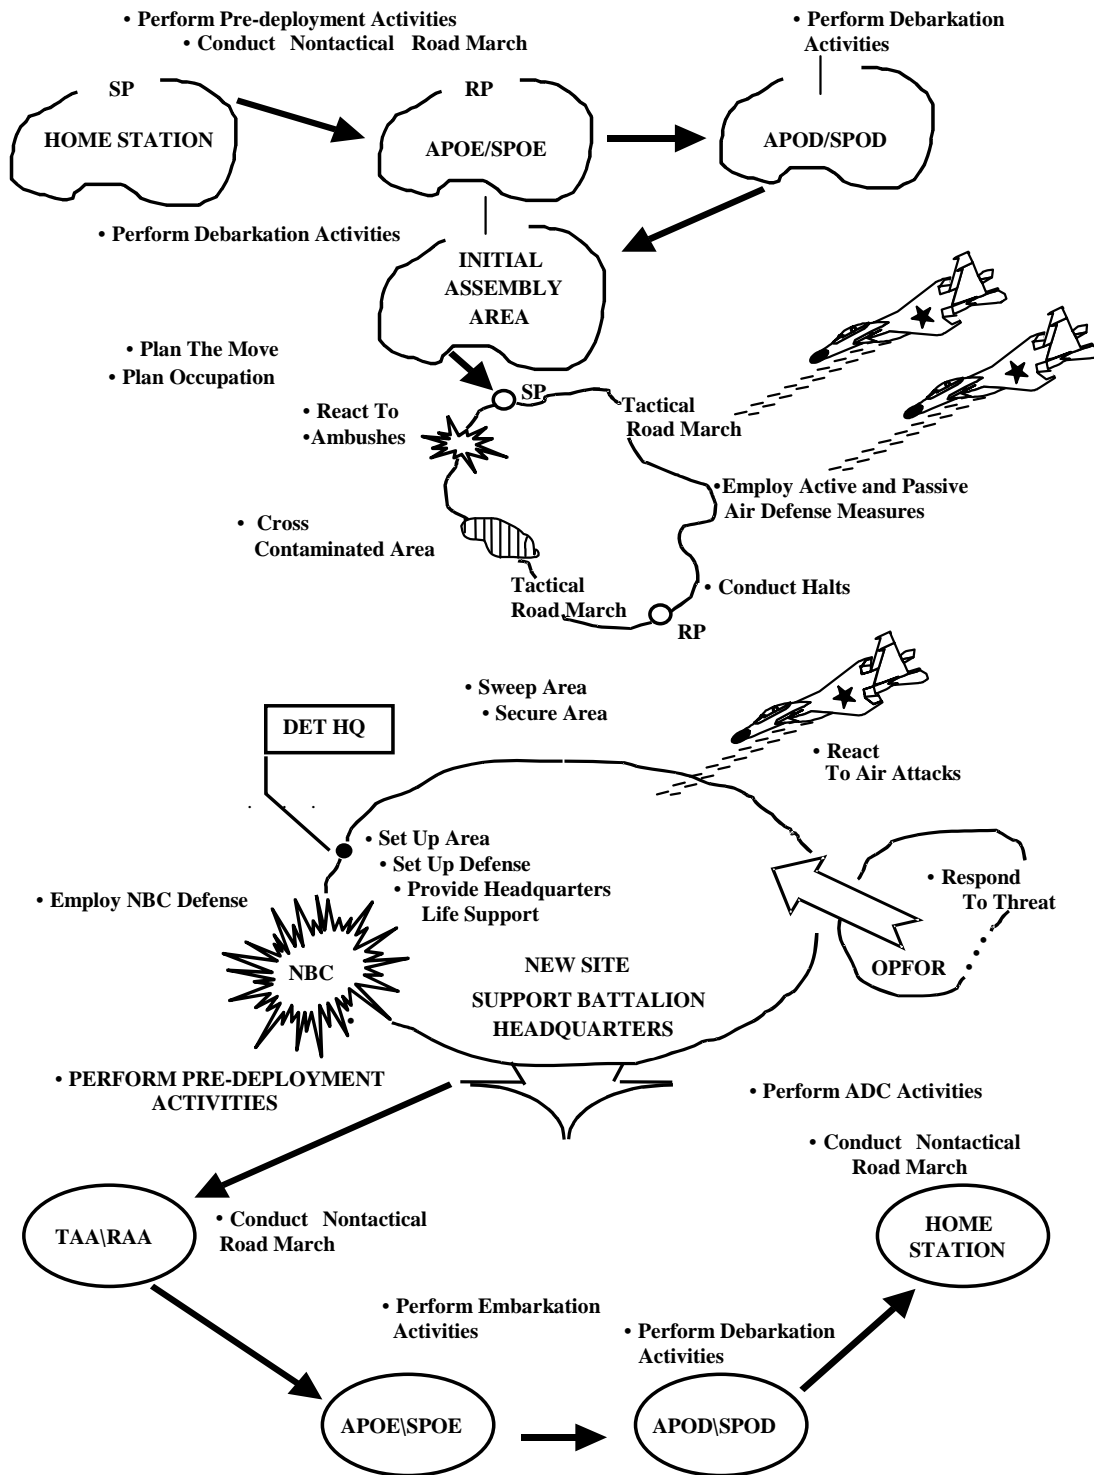 • Perform Pre-deployment Activities
• Conduct Nontactical Road March
• Perform Debarkation
Activities
SP
RP
HOME STATION
APOE/SPOE
APOD/SPOD
• Perform Debarkation Activities
INITIAL
ASSEMBLY
AREA
• Plan The Move
• Plan Occupation
SP
• React To
•Ambushes
Tactical
Road March
•Employ Active and Passive
Air Defense Measures
• Cross
Contaminated Area
Tactical
Road March
• Conduct Halts
RP
• Sweep Area
• Secure Area
DET HQ
• React
To Air Attacks
• Set Up Area
• Set Up Defense
• Provide Headquarters
Life Support
• Employ NBC Defense
• Respond
To Threat
NBC
OPFOR
NEW SITE
SUPPORT BATTALION
HEADQUARTERS
• PERFORM PRE-DEPLOYMENT
ACTIVITIES
• Perform ADC Activities
• Conduct Nontactical
Road March
TAA\RAA
• Conduct Nontactical
Road March
HOME
STATION
• Perform Embarkation
Activities
• Perform Debarkation
Activities
APOE\SPOE
APOD\SPOD